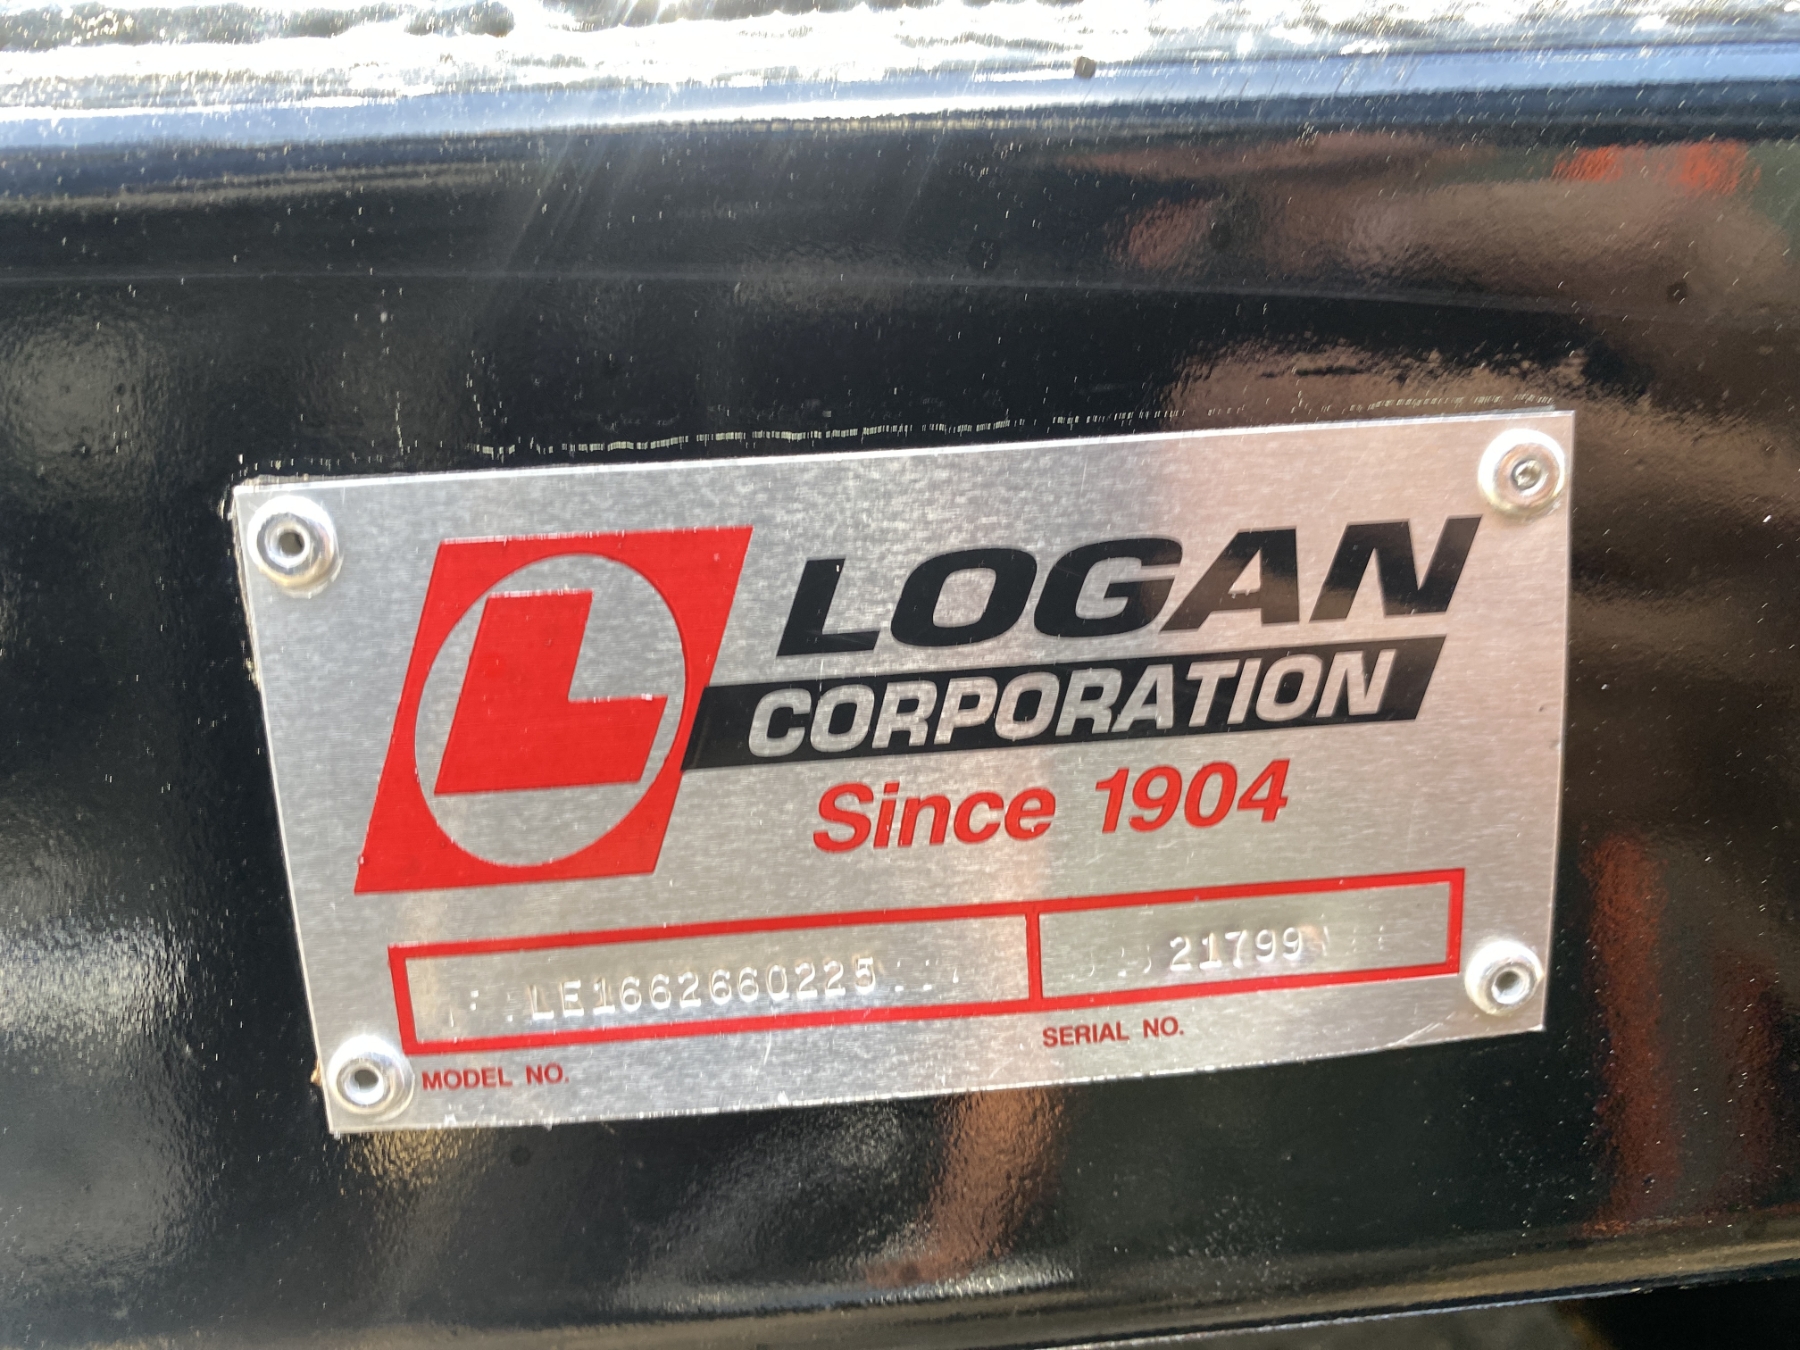 L
LOGAN
CORPORATION
Since 1904
LE1662660225
21799
MODEL NO.
SERIAL NO.